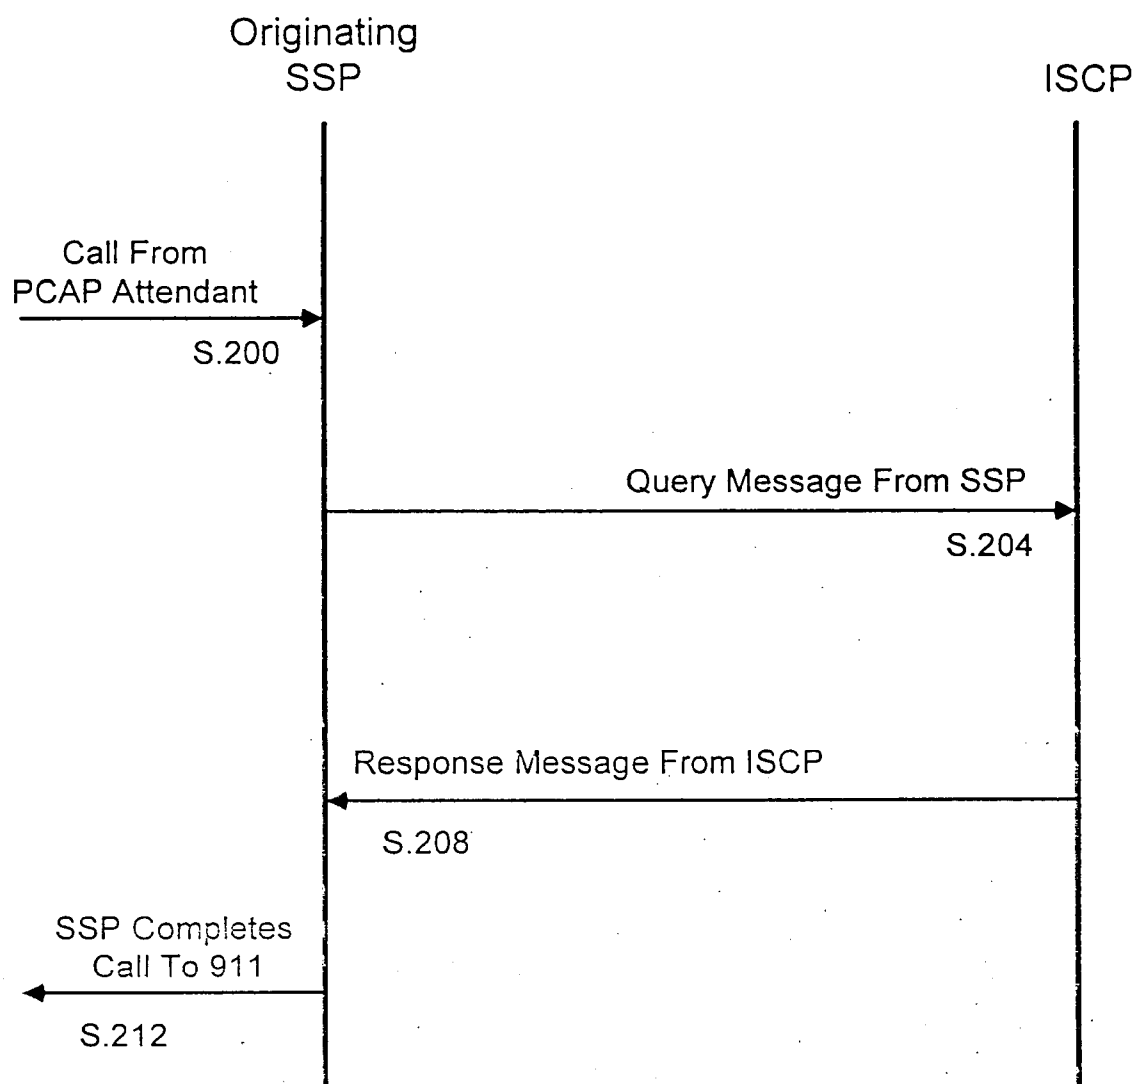 Originating
SSP
ISCP
Call From
PCAP Attendant
S.200
Query Message From SSP
S.204
Response Message From ISCP
S.208
SSP Completes
Call To 911
S.212